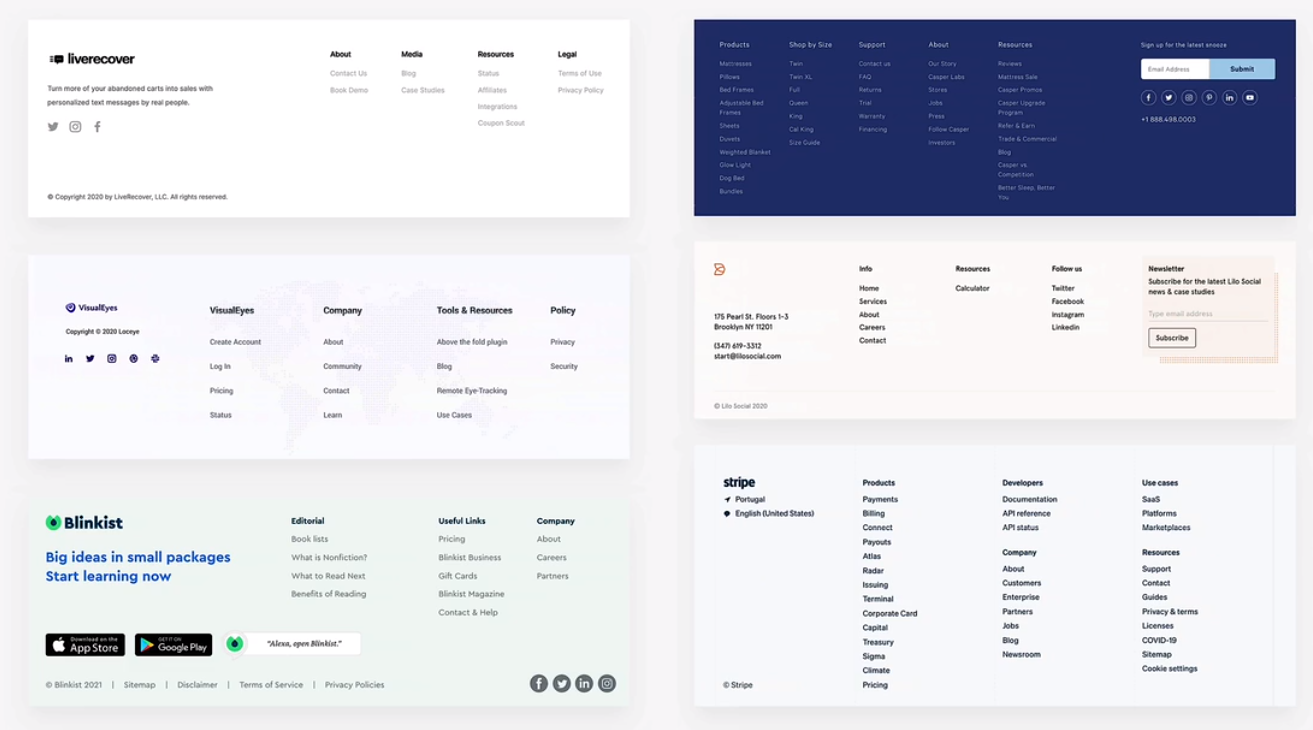 liverecover
Turn more of your abandoned carts into sales with
personalized text messages by real people.
About
Contact Us
Book Demo
Media
Blog
Case Studies
Resources
Status
Affiliates
Integrations
Coupon Scout
Legal
Terms of Use
Privacy Policy
© Copyright 2020 by LiveRecover, LLC. All rights reserved.
Products
Mattresses
Pillows
Bed Frames
Adjustable Bed
Frames
Sheets
Duvets
Weighted Blanket
Glow Light
Dog Bed
Bundles
Shop by Size
Twin
Twin XL
Full
Queen
King
Cal King
Size Guide
Support
Contact us
FAQ
Returns
Trial
Warranty
Financing
About
Our Story
Casper Labs
Stores
Jobs
Press
Follow Casper
Investors
Resources
Reviews
Mattress Sale
Casper Promos
Casper Upgrade
Program
Refer & Earn
Trade & Commercial
Blog
Casper vs
Competition
Better Sleep, Better
You
Sign up for the latest snooze
Email Address
Submit
+1 888.498.0003
VisualEyes
Copyright © 2020 Loceye
VisualEyes
Create Account
Log In
Pricing
Status
Company
About
Community
Contact
Learn
Tools & Resources
Above the fold plugin
Blog
Remote Eye-Tracking
Use Cases
Policy
Privacy
Security
175 Pearl St. Floors 1-3
Brooklyn NY 11201
(347) 619-3312
start@lilosocial.com
Info
Home
Services
About
Careers
Contact
Resources
Calculator
Follow us
Twitter
Facebook
Instagram
Linkedin
Newsletter
Subscribe for the latest Lilo Social
news & case studies
Type email address
Subscribe
© Lilo Social 2020
Blinkist
Big ideas in small packages
Start learning now
Editorial
Book lists
What is Nonfiction?
What to Read Next
Benefits of Reading
Useful Links
Pricing
Blinkist Business
Gift Cards
Blinkist Magazine
Contact & Help
Company
About
Careers
Partners
Download on the
App Store
GET IT ON
Google Play
"Alexa, open Blinkist."
© Blinkist 2021 | Sitemap | Disclaimer | Terms of Service | Privacy Policies
stripe
Portugal
English (United States)
Products
Payments
Billing
Connect
Payouts
Atlas
Radar
Issuing
Terminal
Corporate Card
Capital
Treasury
Sigma
Climate
Pricing
Developers
Documentation
API reference
API status
Company
About
Customers
Enterprise
Partners
Jobs
Blog
Newsroom
Use cases
SaaS
Platforms
Marketplaces
Resources
Support
Contact
Guides
Privacy & terms
Licenses
COVID-19
Sitemap
Cookie settings
© Stripe